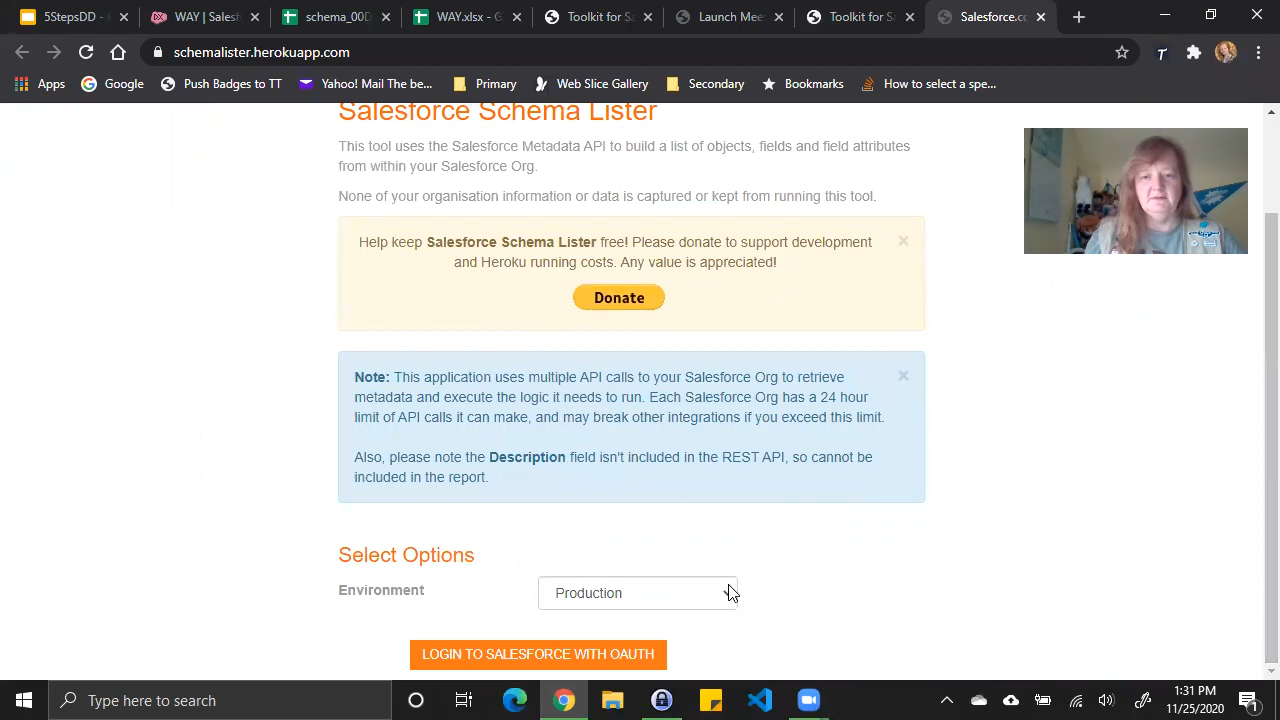 5StepsDD
WAY | Salesf
schema_00D
WAY.xlsx - G
Toolkit for Sa
Launch Mee
Toolkit for Sa
Salesforce.co
schemalister.herokuapp.com
Apps
Google
Push Badges to TT
Yahoo! Mail The be...
Primary
Web Slice Gallery
Secondary
Bookmarks
How to select a spe...
Salesforce Schema Lister
This tool uses the Salesforce Metadata API to build a list of objects, fields and field attributes
from within your Salesforce Org.
None of your organisation information or data is captured or kept from running this tool.
Help keep Salesforce Schema Lister free! Please donate to support development
and Heroku running costs. Any value is appreciated!
Donate
Note: This application uses multiple API calls to your Salesforce Org to retrieve
metadata and execute the logic it needs to run. Each Salesforce Org has a 24 hour
limit of API calls it can make, and may break other integrations if you exceed this limit.
Also, please note the Description field isn't included in the REST API, so cannot be
included in the report.
Select Options
Environment
Production
LOGIN TO SALESFORCE WITH OAUTH
Type here to search
1:31 PM
11/25/2020
1